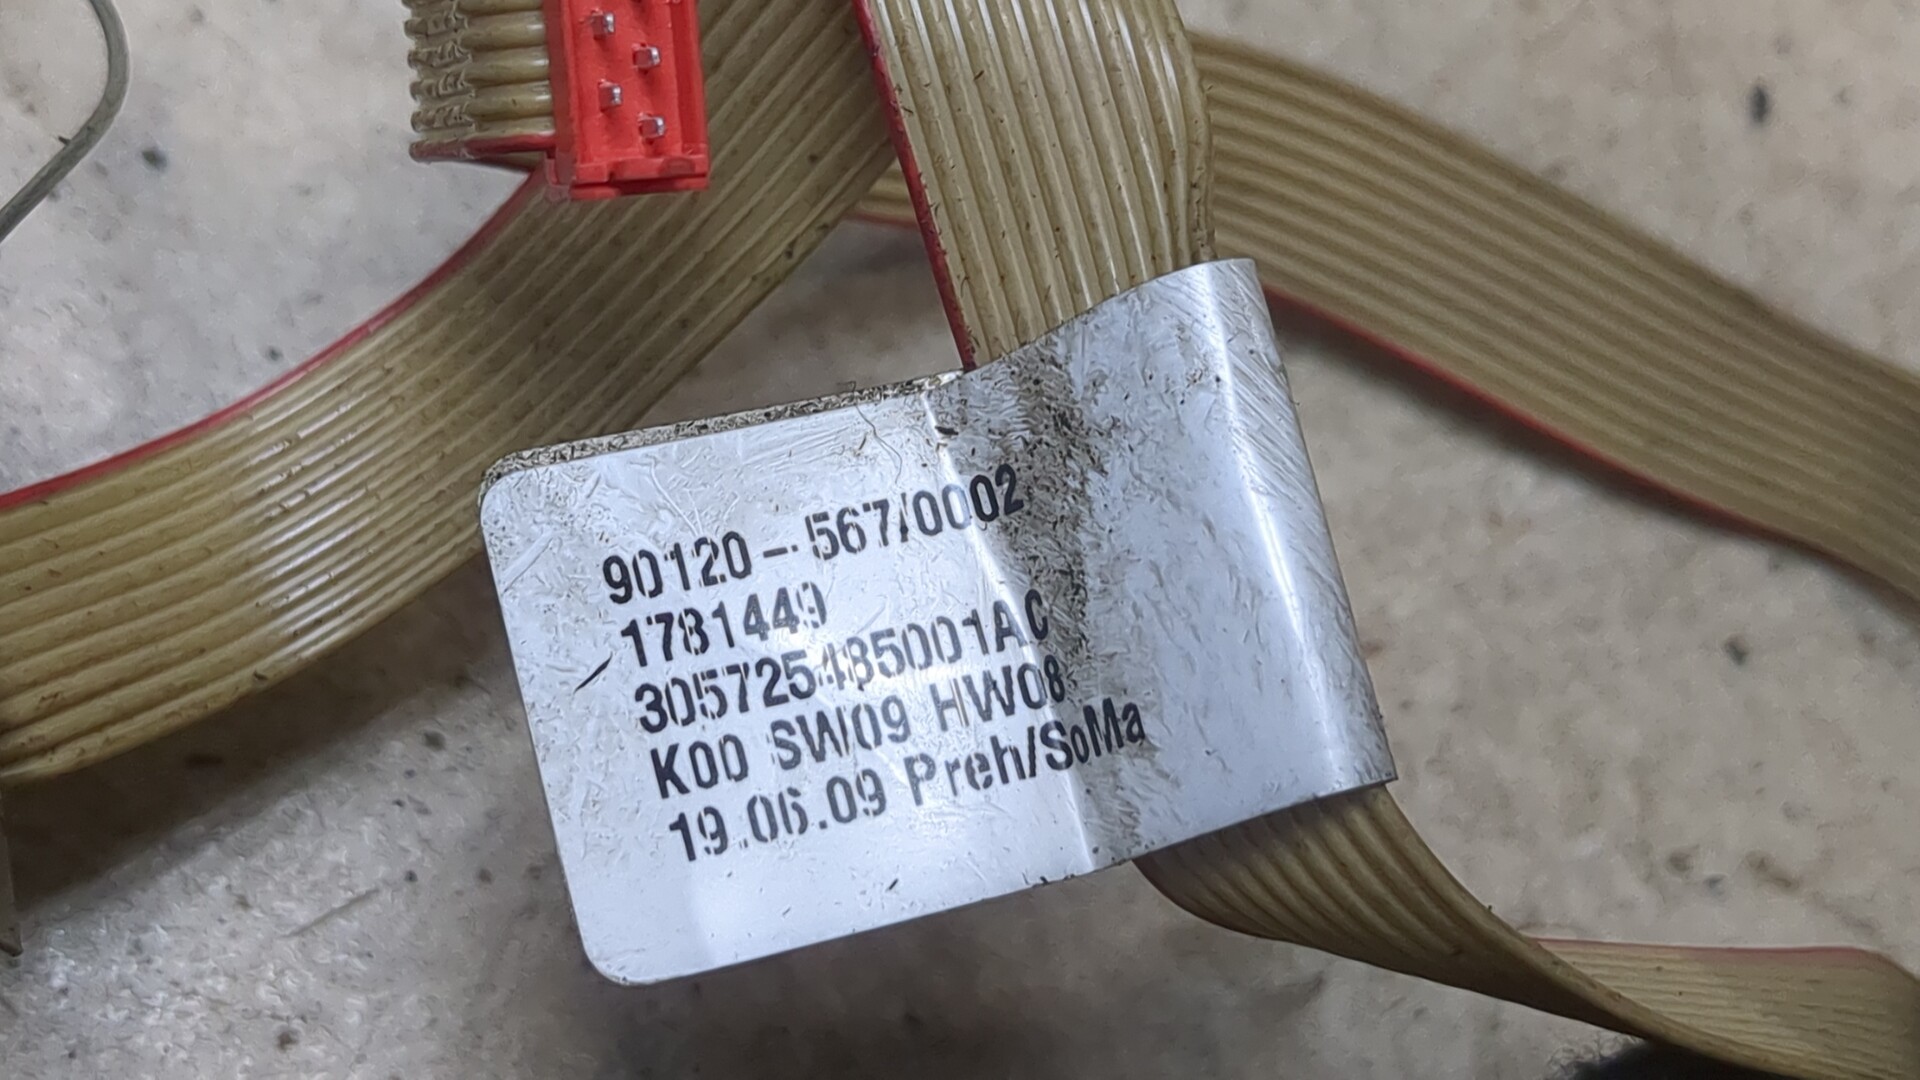 90120-567/0002
1781449
305725485001AC
K00 SW09 HW08
19.06.09 Preh/SoMa